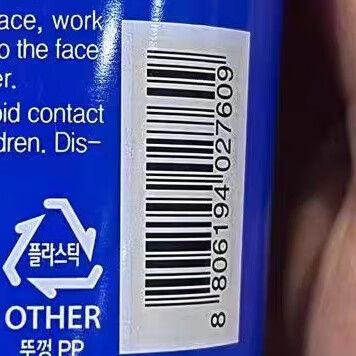 ace, work
o the face
er.
oid contact
dren. Dis-
플라스틱
OTHER
뚜껑 PP
8 806194 027609